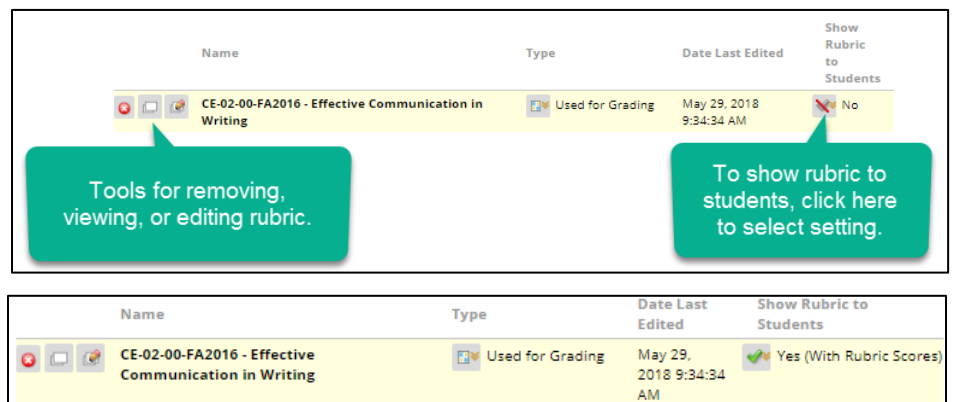 Name
Type
Date Last Edited
Show
Rubric
to
Students
CE-02-00-FA2016 - Effective Communication in
Writing
Used for Grading
May 29, 2018
9:34:34 AM
No
Tools for removing,
viewing, or editing rubric.
To show rubric to
students, click here
to select setting.
Name
Type
Date Last
Edited
Show Rubric to
Students
CE-02-00-FA2016 - Effective
Communication in Writing
Used for Grading
May 29,
2018 9:34:34
AM
Yes (With Rubric Scores)